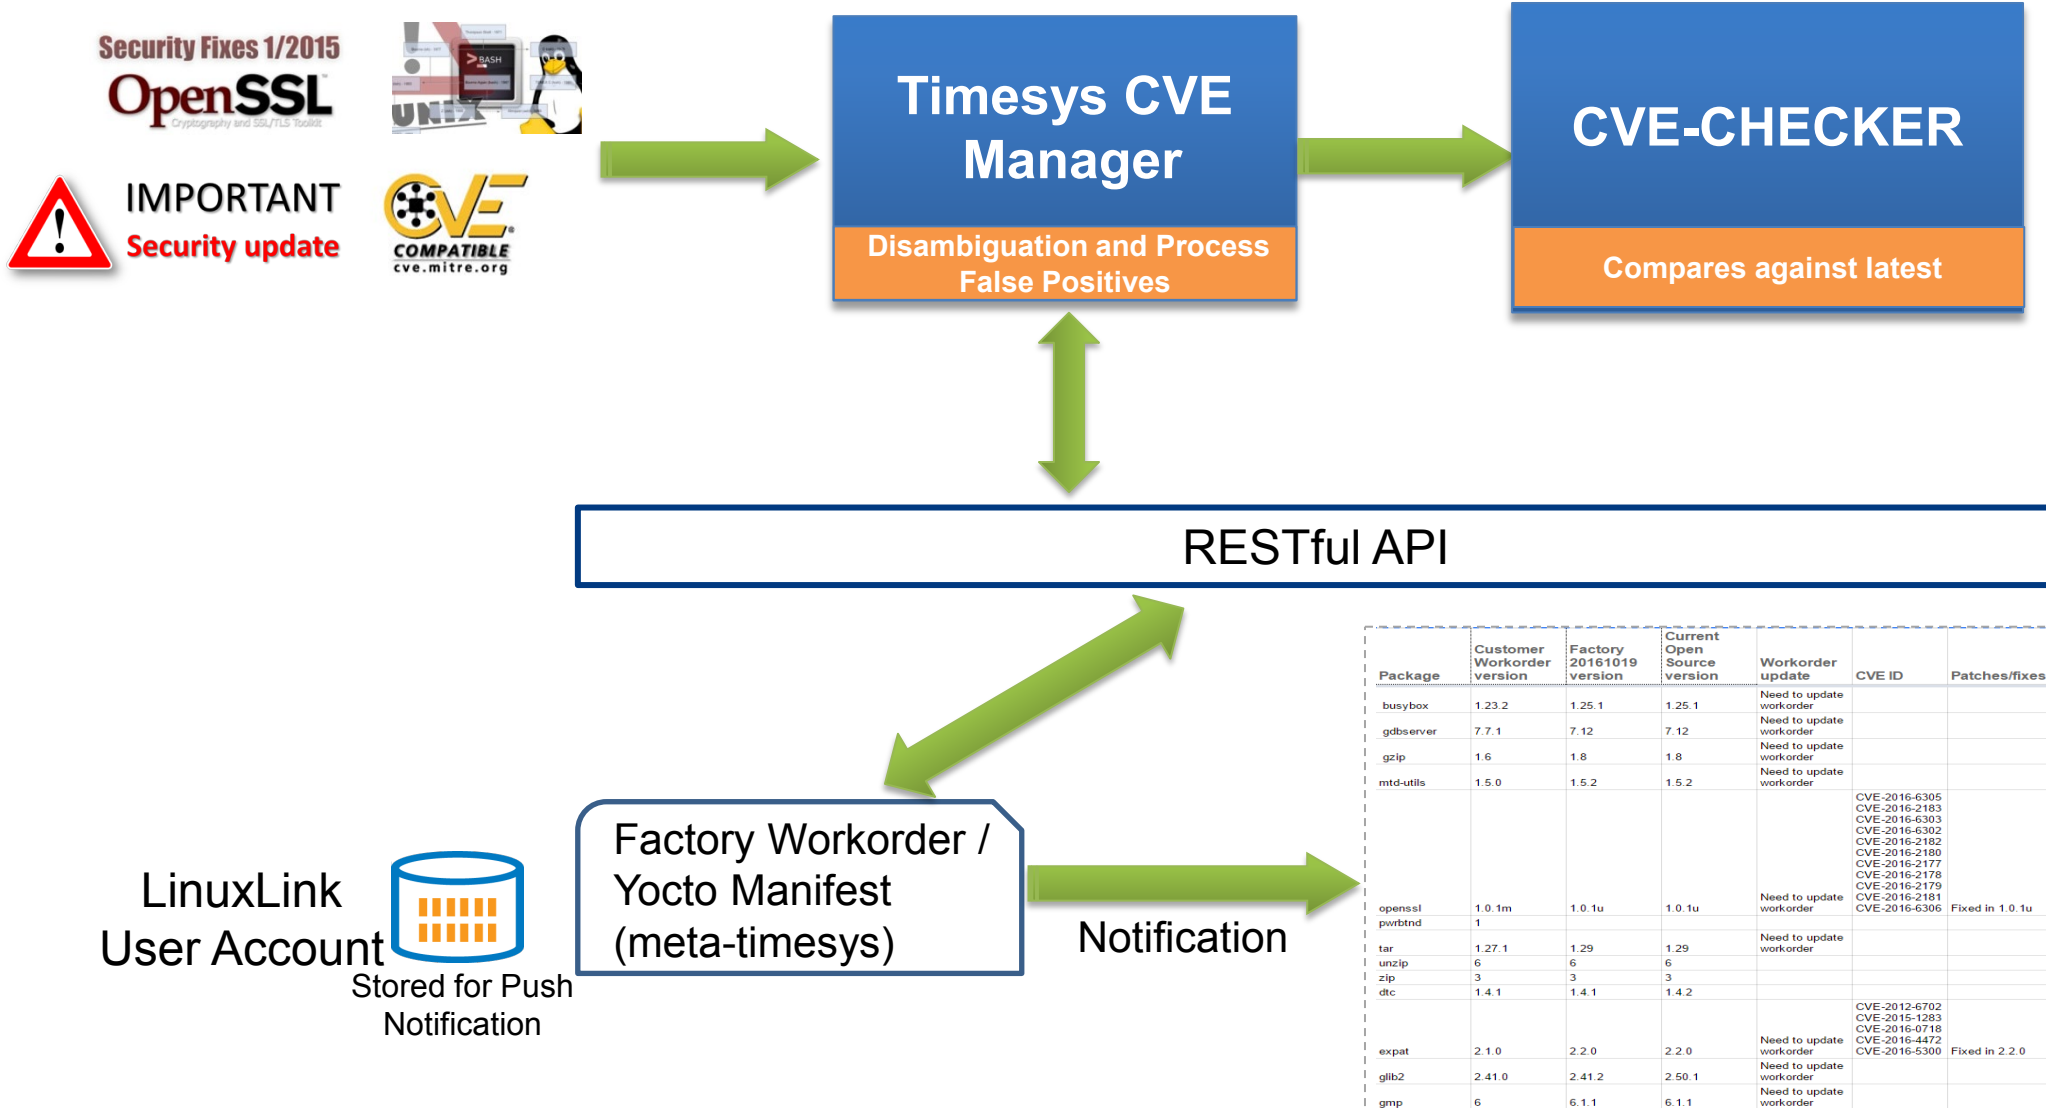 Security Fixes 1/2015
OpenSSL
Cryptography and SSL/TLS Toolkit
BASH
UNIX
IMPORTANT
Security update
CVE
COMPATIBLE
cve.mitre.org
Timesys CVE
Manager
Disambiguation and Process
False Positives
CVE-CHECKER
Compares against latest
RESTful API
LinuxLink
User Account
Stored for Push
Notification
Factory Workorder /
Yocto Manifest
(meta-timesys)
Notification
Package Customer Workorder version Factory 20161019 version Current Open Source version Workorder update CVE ID Patches/fixes
busybox 1.23.2 1.25.1 1.25.1 Need to update workorder
gdbserver 7.7.1 7.12 7.12 Need to update workorder
gzip 1.6 1.8 1.8 Need to update workorder
mtd-utils 1.5.0 1.5.2 1.5.2 Need to update workorder
CVE-2016-6305
CVE-2016-2183
CVE-2016-6303
CVE-2016-6302
CVE-2016-2182
CVE-2016-2180
CVE-2016-2177
CVE-2016-2178
CVE-2016-2179
CVE-2016-2181
openssl 1.0.1m 1.0.1u 1.0.1u Need to update workorder CVE-2016-6306 Fixed in 1.0.1u
pwrbtnd 1
tar 1.27.1 1.29 1.29 Need to update workorder
unzip 6 6 6
zip 3 3 3
dtc 1.4.1 1.4.1 1.4.2
CVE-2012-6702
CVE-2015-1283
CVE-2016-0718
CVE-2016-4472
expat 2.1.0 2.2.0 2.2.0 Need to update workorder CVE-2016-5300 Fixed in 2.2.0
glib2 2.41.0 2.41.2 2.50.1 Need to update workorder
gmp 6 6.1.1 6.1.1 Need to update workorder